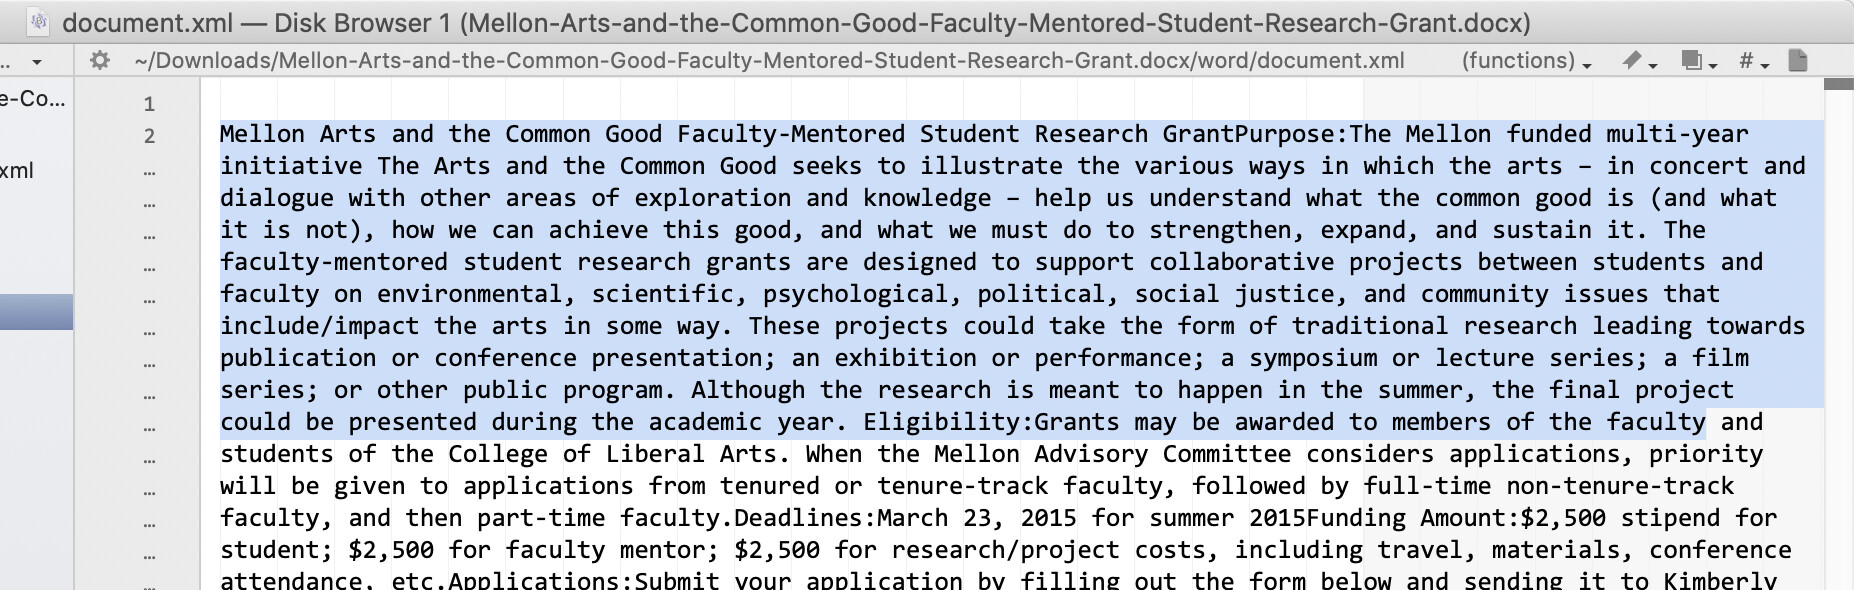 document.xml — Disk Browser 1 (Mellon-Arts-and-the-Common-Good-Faculty-Mentored-Student-Research-Grant.docx)
.. ~/Downloads/Mellon-Arts-and-the-Common-Good-Faculty-Mentored-Student-Research-Grant.docx/word/document.xml (functions) #
e-Co...
xml
1
2 Mellon Arts and the Common Good Faculty-Mentored Student Research GrantPurpose:The Mellon funded multi-year
... initiative The Arts and the Common Good seeks to illustrate the various ways in which the arts – in concert and
... dialogue with other areas of exploration and knowledge – help us understand what the common good is (and what
... it is not), how we can achieve this good, and what we must do to strengthen, expand, and sustain it. The
... faculty-mentored student research grants are designed to support collaborative projects between students and
... faculty on environmental, scientific, psychological, political, social justice, and community issues that
... include/impact the arts in some way. These projects could take the form of traditional research leading towards
... publication or conference presentation; an exhibition or performance; a symposium or lecture series; a film
... series; or other public program. Although the research is meant to happen in the summer, the final project
... could be presented during the academic year. Eligibility:Grants may be awarded to members of the faculty and
... students of the College of Liberal Arts. When the Mellon Advisory Committee considers applications, priority
... will be given to applications from tenured or tenure-track faculty, followed by full-time non-tenure-track
... faculty, and then part-time faculty.Deadlines:March 23, 2015 for summer 2015Funding Amount:$2,500 stipend for
... student; $2,500 for faculty mentor; $2,500 for research/project costs, including travel, materials, conference
... attendance, etc.Applications:Submit your application by filling out the form below and sending it to Kimberly